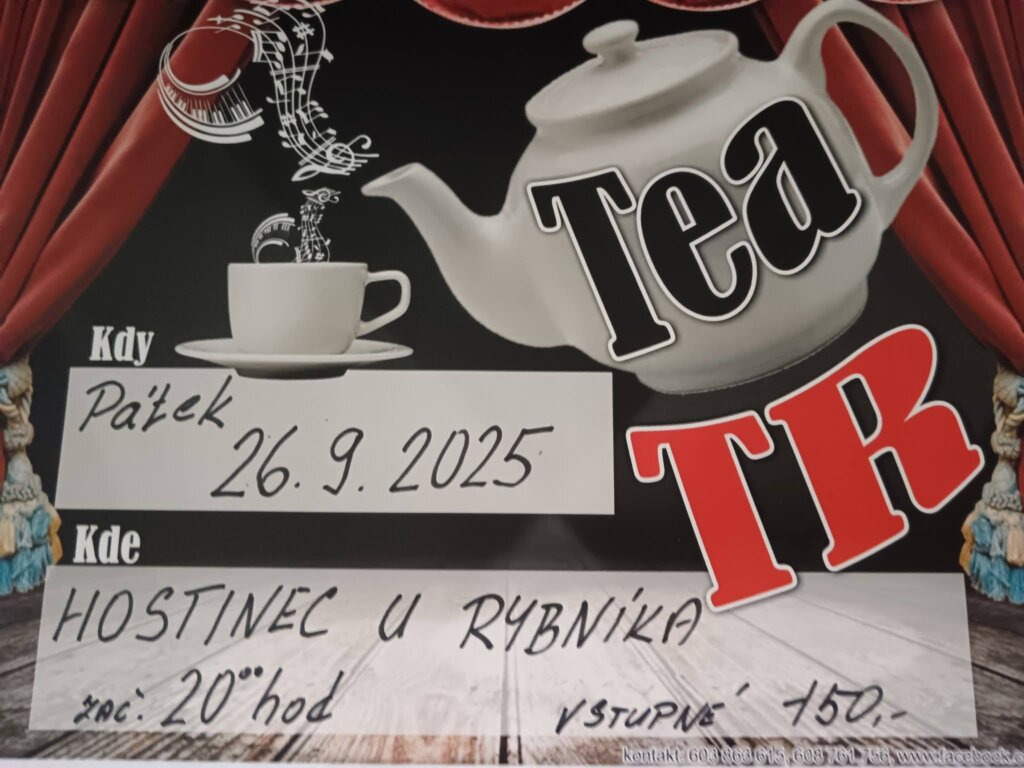 Tea
TR
Kdy
Pátek
26.9.2025
Kde
HOSTINEC U RYBNÍKA
ZAČ. 20°° hod VSTUPNÉ 150,-
kontakt: 603 863 615, 608 761 756, www.facebook.c